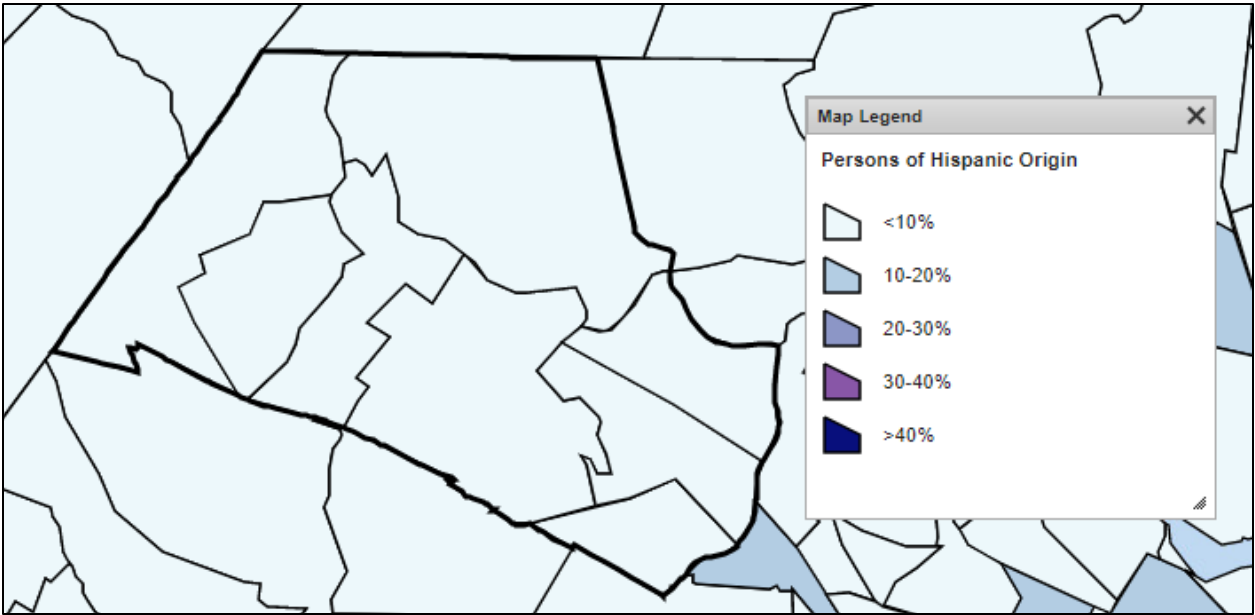 Map Legend
Persons of Hispanic Origin
<10%
10-20%
20-30%
30-40%
>40%